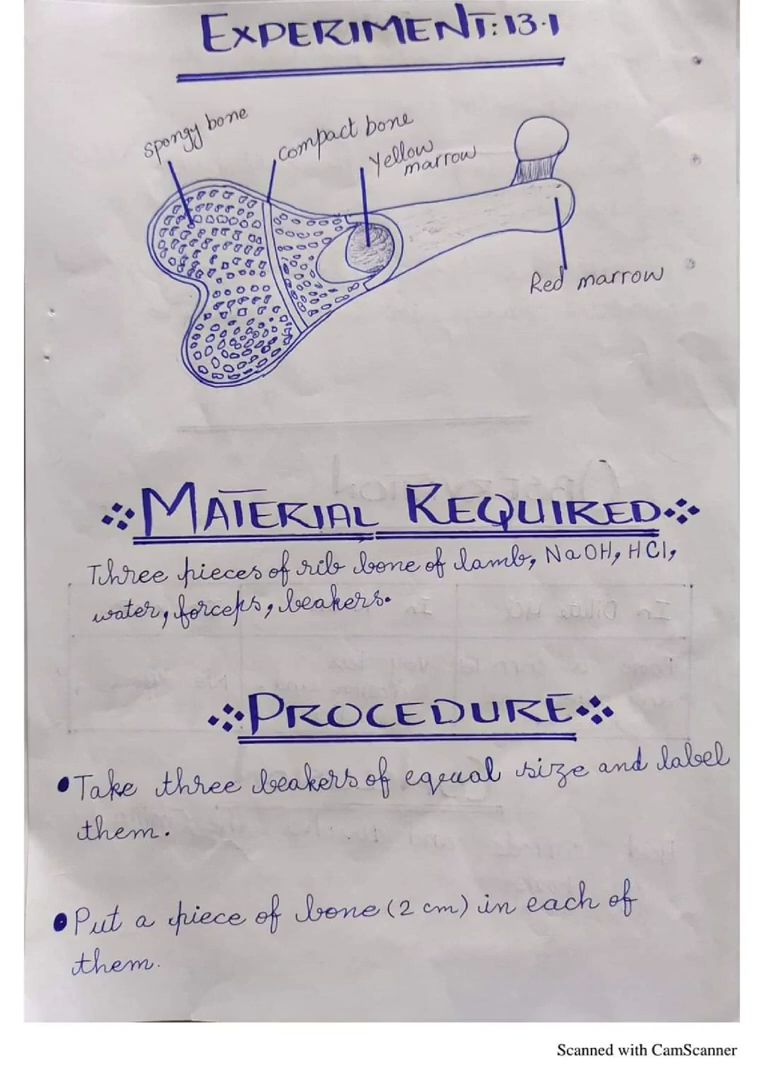 EXPERIMENT: 13.1
spongy bone
compact bone
Yellow
marrow
Red marrow
MATERIAL REQUIRED
Three pieces of rib bone of lamb, NaOH, HCl,
water, forceps, beakers.
PROCEDURE
• Take three beakers of equal size and label
them.
• Put a piece of bone (2 cm) in each of
them.
Scanned with CamScanner